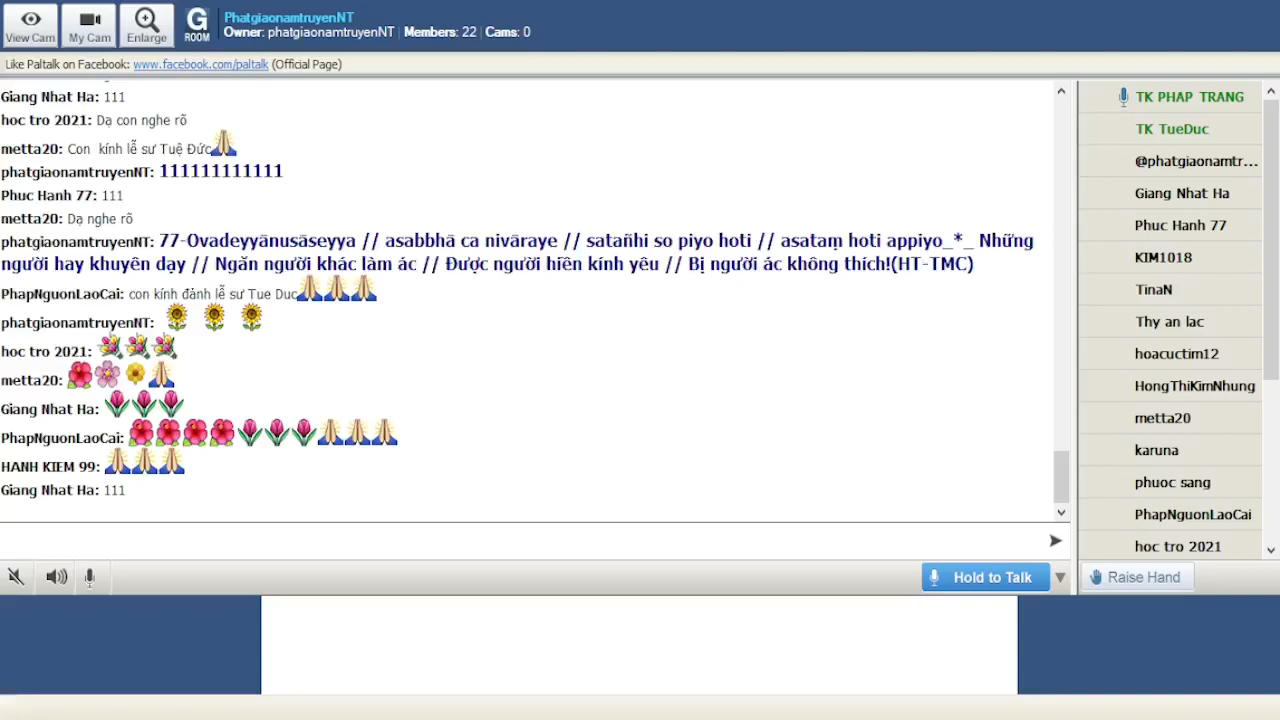 View Cam
My Cam
Enlarge
G
ROOM
PhatgiaonamtruyenNT
Owner: phatgiaonamtruyenNT | Members: 22 | Cams: 0
Like Paltalk on Facebook: www.facebook.com/paltalk (Official Page)
Giang Nhat Ha: 111
hoc tro 2021: Dạ con nghe rõ
metta20: Con kính lễ sư Tuệ Đức
phatgiaonamtruyenNT: 111111111111
Phuc Hanh 77: 111
metta20: Dạ nghe rõ
phatgiaonamtruyenNT: 77-Ovadeyyānusāseyya // asabbhā ca nivāraye // satañhi so piyo hoti // asataṃ hoti appiyo_*_ Những
người hay khuyên dạy // Ngăn người khác làm ác // Được người hiền kính yêu // Bị người ác không thích!(HT-TMC)
PhapNguonLaoCai: con kính đảnh lễ sư Tue Duc
phatgiaonamtruyenNT:
hoc tro 2021:
metta20:
Giang Nhat Ha:
PhapNguonLaoCai:
HANH KIEM 99:
Giang Nhat Ha: 111
Hold to Talk
TK PHAP TRANG
TK TueDuc
@phatgiaonamtr...
Giang Nhat Ha
Phuc Hanh 77
KIM1018
TinaN
Thy an lac
hoacuctim12
HongThiKimNhung
metta20
karuna
phuoc sang
PhapNguonLaoCai
hoc tro 2021
Raise Hand